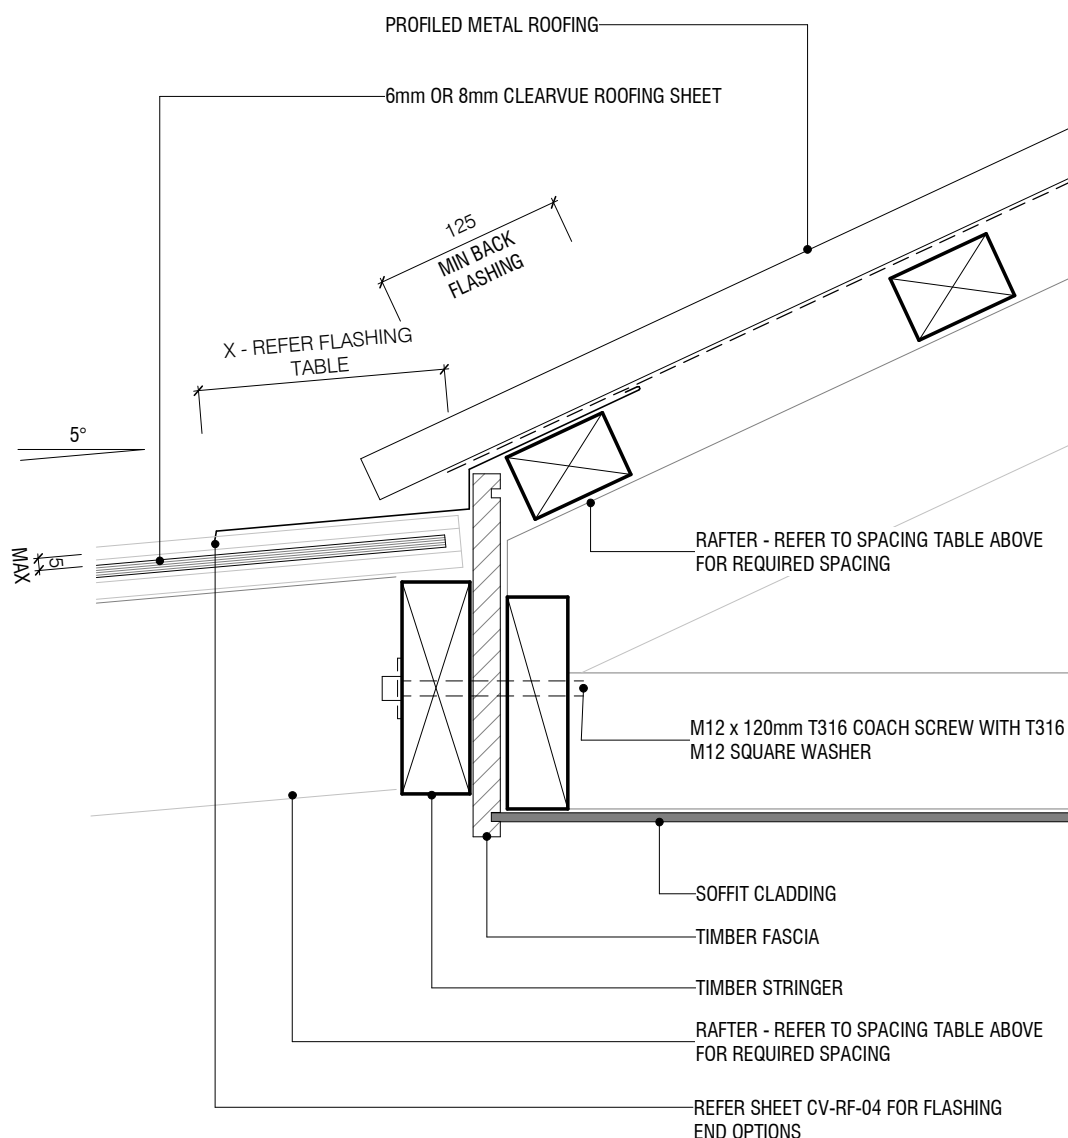 PROFILED METAL ROOFING
6mm OR 8mm CLEARVUE ROOFING SHEET
125
MIN BACK
FLASHING
X - REFER FLASHING
TABLE
5°
5
MAX
RAFTER - REFER TO SPACING TABLE ABOVE
FOR REQUIRED SPACING
M12 x 120mm T316 COACH SCREW WITH T316
M12 SQUARE WASHER
SOFFIT CLADDING
TIMBER FASCIA
TIMBER STRINGER
RAFTER - REFER TO SPACING TABLE ABOVE
FOR REQUIRED SPACING
REFER SHEET CV-RF-04 FOR FLASHING
END OPTIONS